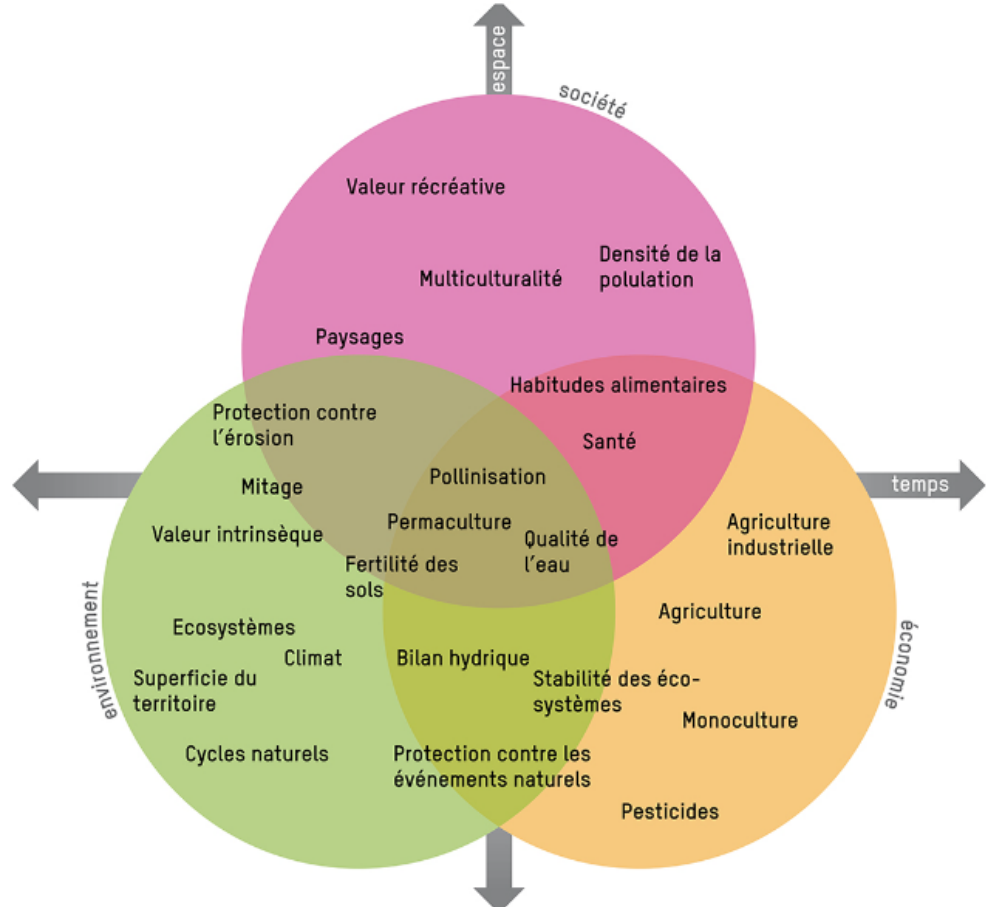 espace
société
Valeur récréative
Densité de la
polulation
Multiculturalité
Paysages
Habitudes alimentaires
Protection contre
l'érosion
Santé
Pollinisation
Mitage
temps
Permaculture
Valeur intrinsèque
Qualité de
l'eau
Agriculture
industrielle
Fertilité des
sols
environnement
Agriculture
économie
Ecosystèmes
Climat
Bilan hydrique
Superficie du
territoire
Stabilité des éco-
systèmes
Monoculture
Cycles naturels
Protection contre les
événements naturels
Pesticides